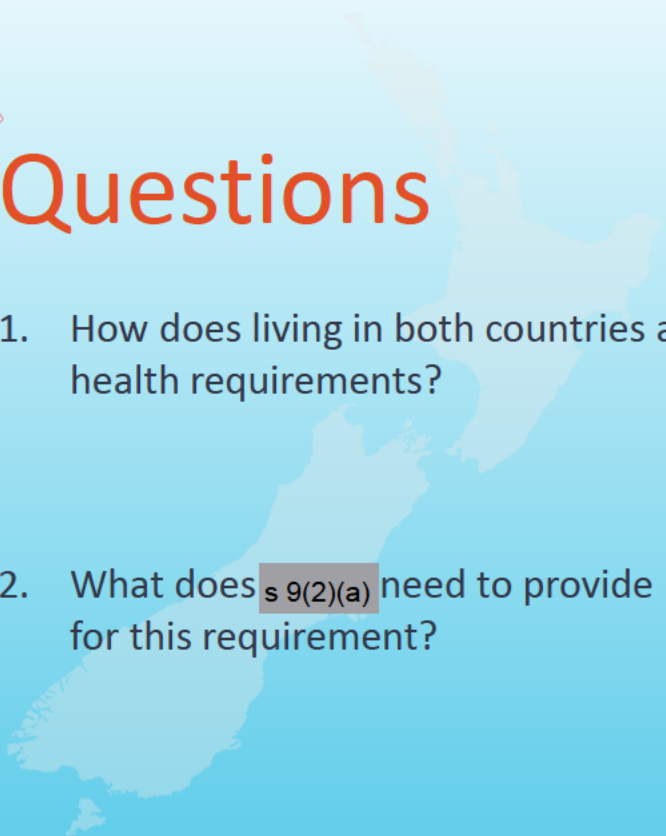 Questions
1. How does living in both countries
health requirements?
2. What does s 9(2)(a) need to provide
for this requirement?